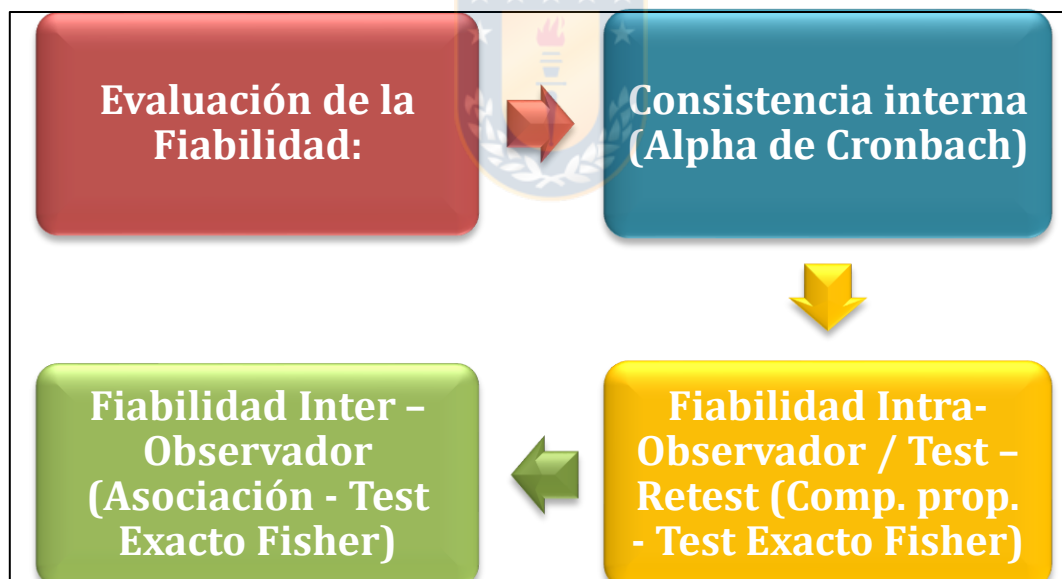 Evaluación de la
Fiabilidad:
Consistencia interna
(Alpha de Cronbach)
Fiabilidad Intra-
Observador / Test –
Retest (Comp. prop.
- Test Exacto Fisher)
Fiabilidad Inter –
Observador
(Asociación - Test
Exacto Fisher)